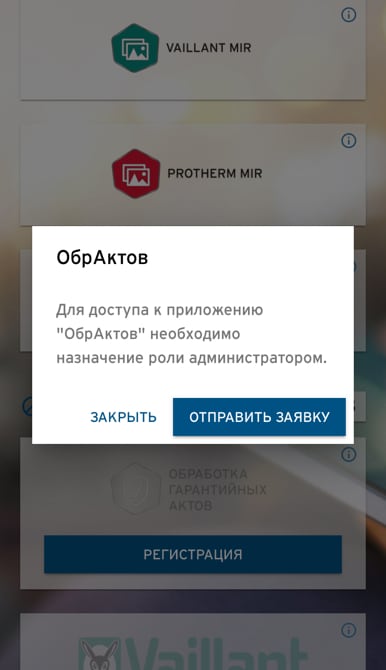 VAILLANT MIR
PROTHERM MIR
ОбрАктов
Для доступа к приложению
"ОбрАктов" необходимо
назначение роли администратором.
ЗАКРЫТЬ
ОТПРАВИТЬ ЗАЯВКУ
ОБРАБОТКА
ГАРАНТИЙНЫХ
АКТОВ
РЕГИСТРАЦИЯ
Vaillant